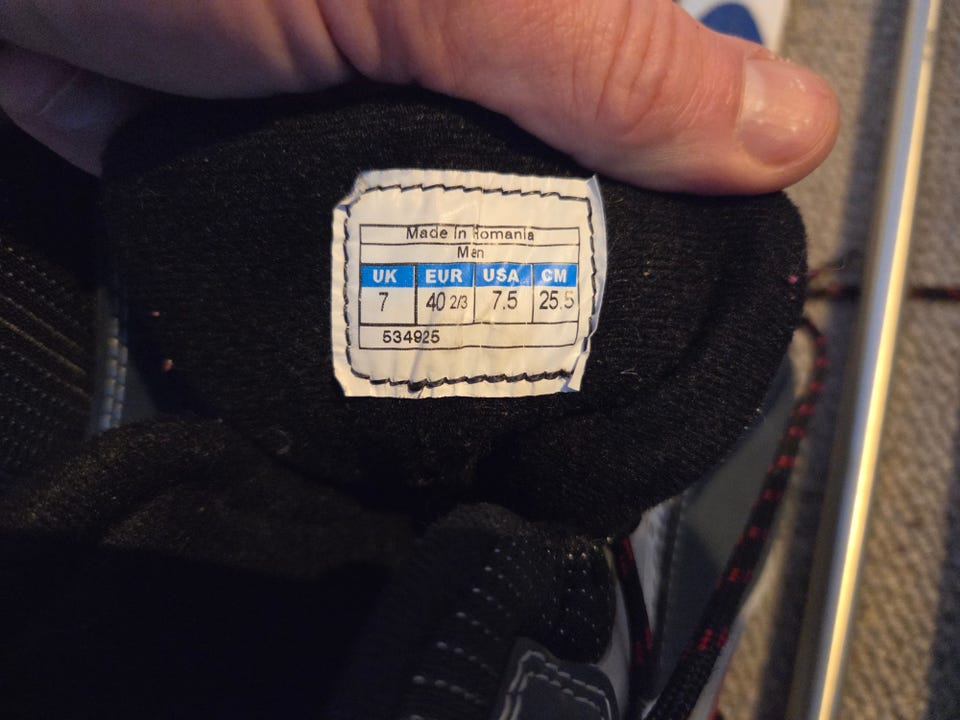 Made in Romania
Men
UK EUR USA CM
7 40 2/3 7.5 25.5
534925